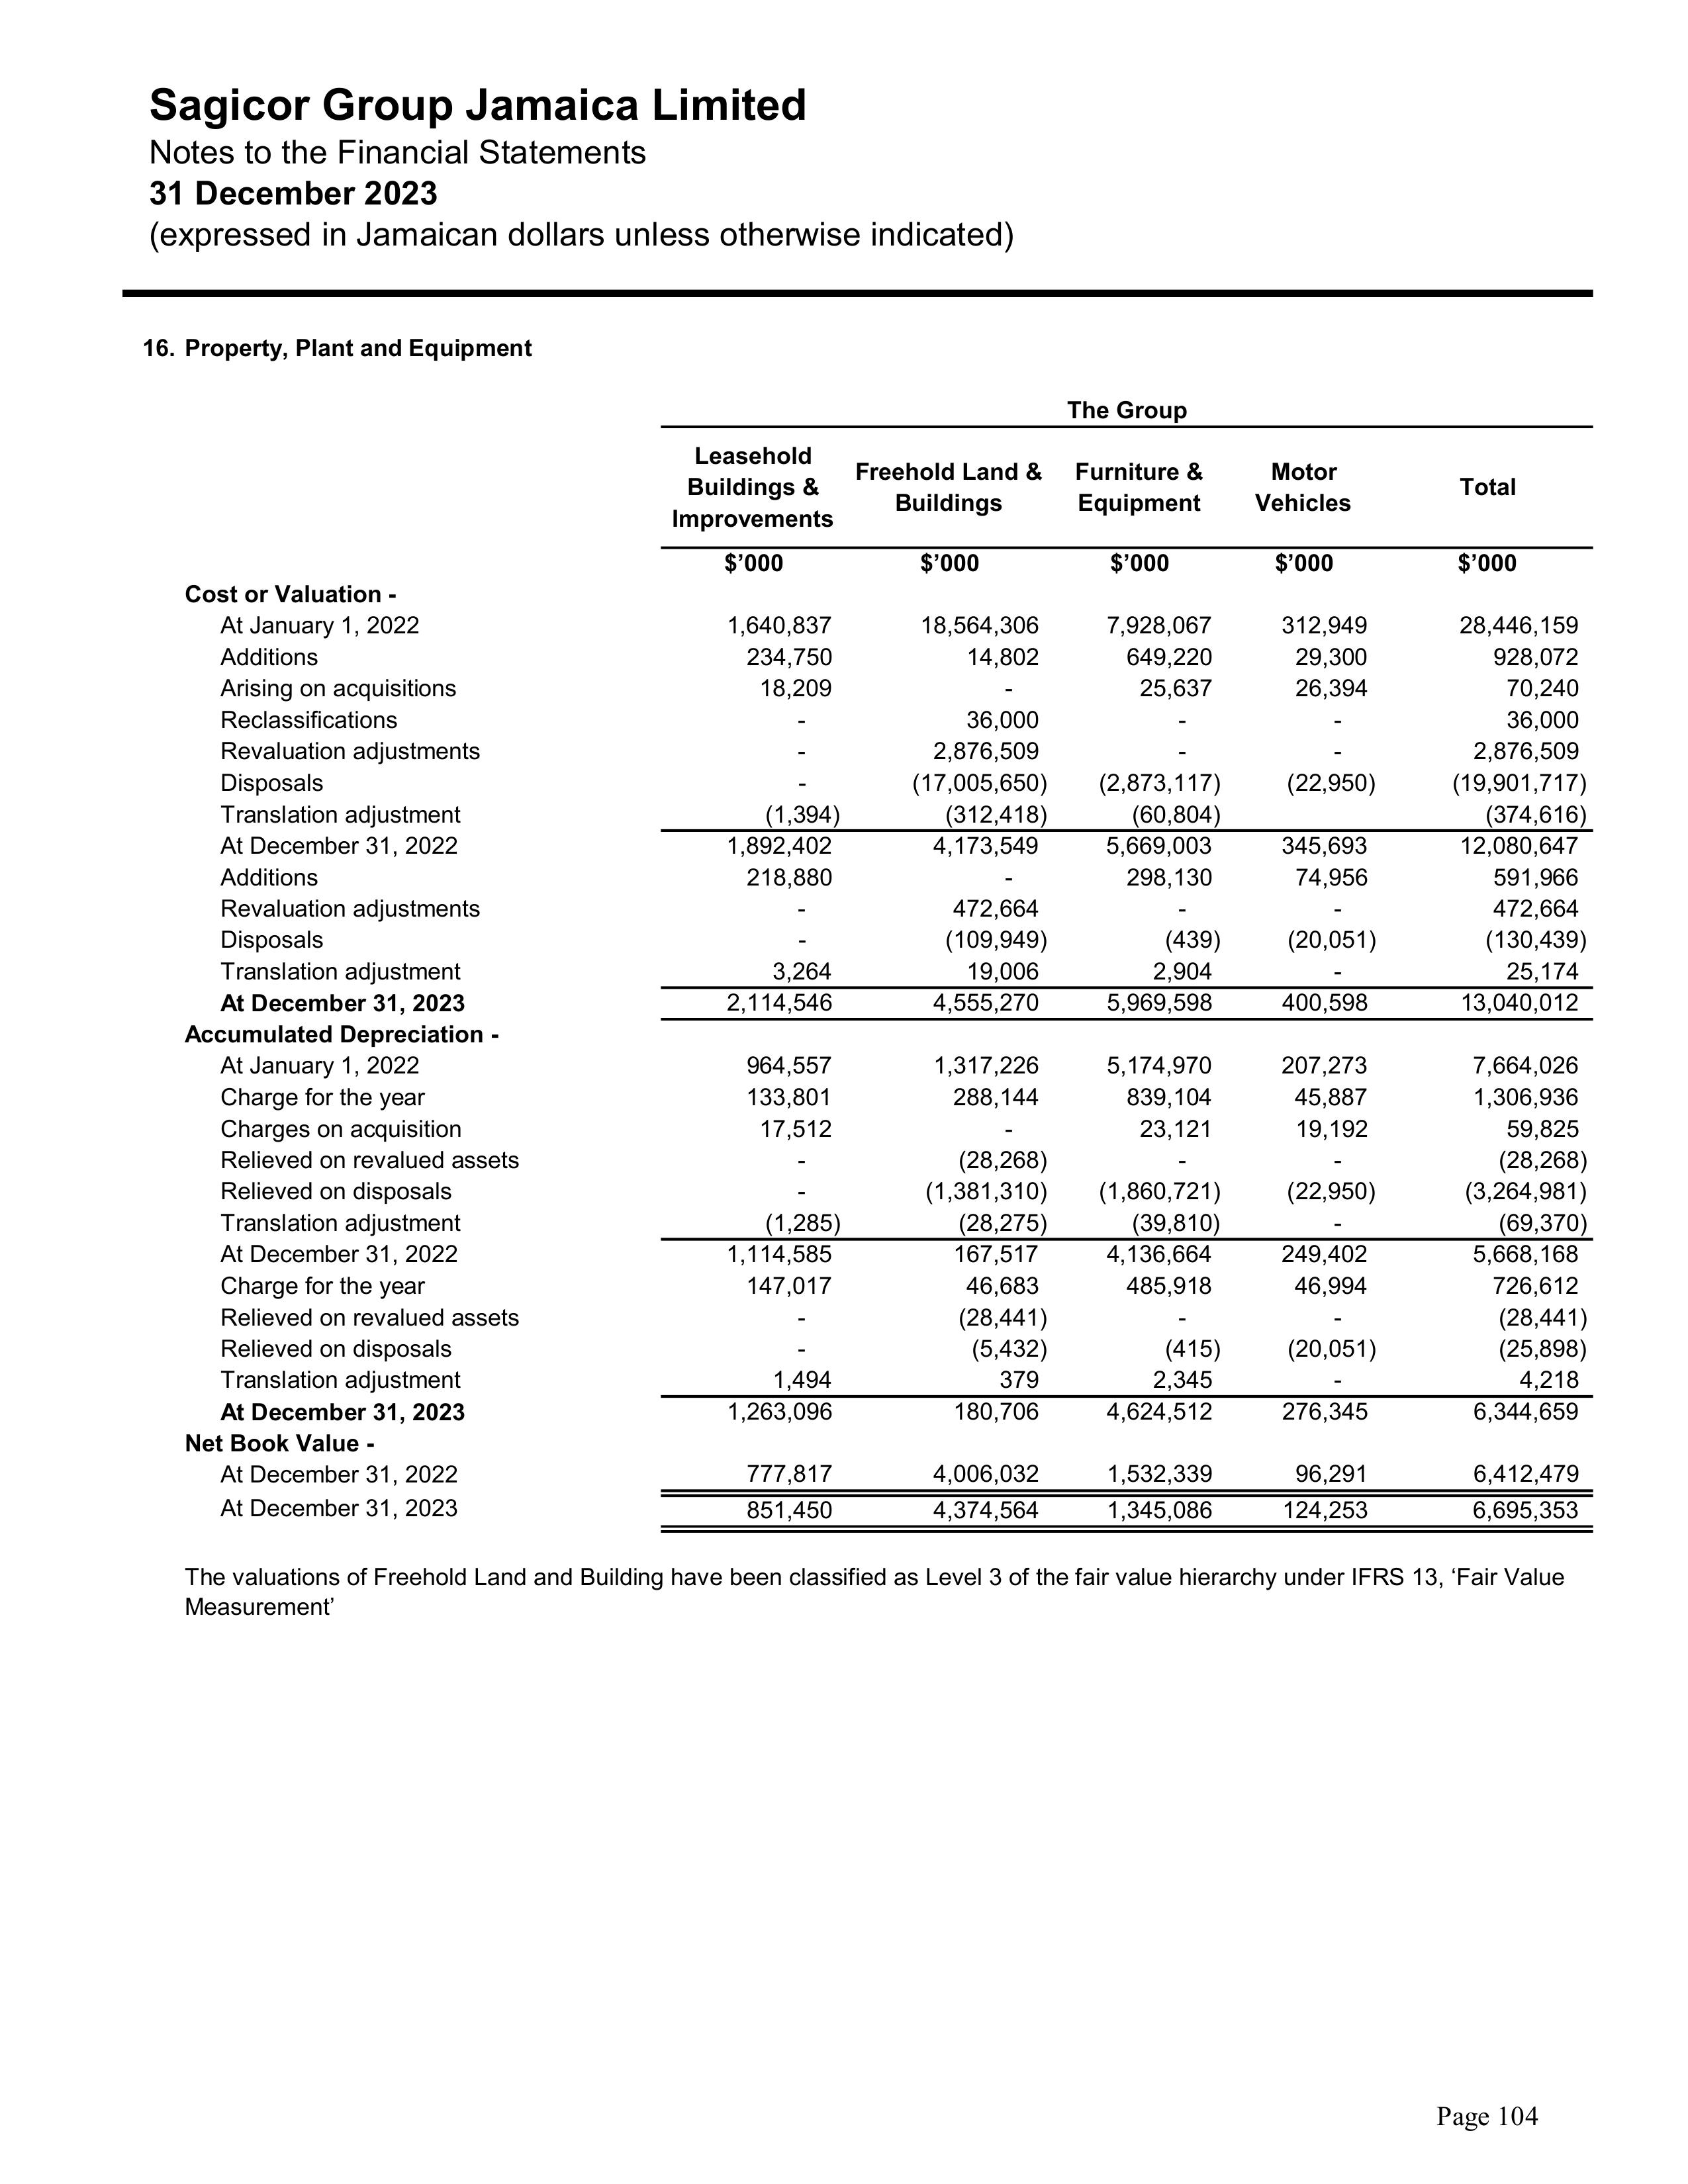 Sagicor Group Jamaica Limited
Notes to the Financial Statements
31 December 2023
(expressed in Jamaican dollars unless otherwise indicated)
16. Property, Plant and Equipment
The Group
Leasehold Buildings & Improvements Freehold Land & Buildings Furniture & Equipment Motor Vehicles Total
$’000 $’000 $’000 $’000 $’000
Cost or Valuation -
At January 1, 2022 1,640,837 18,564,306 7,928,067 312,949 28,446,159
Additions 234,750 14,802 649,220 29,300 928,072
Arising on acquisitions 18,209 - 25,637 26,394 70,240
Reclassifications - 36,000 - - 36,000
Revaluation adjustments - 2,876,509 - - 2,876,509
Disposals - (17,005,650) (2,873,117) (22,950) (19,901,717)
Translation adjustment (1,394) (312,418) (60,804) (374,616)
At December 31, 2022 1,892,402 4,173,549 5,669,003 345,693 12,080,647
Additions 218,880 - 298,130 74,956 591,966
Revaluation adjustments - 472,664 - - 472,664
Disposals - (109,949) (439) (20,051) (130,439)
Translation adjustment 3,264 19,006 2,904 - 25,174
At December 31, 2023 2,114,546 4,555,270 5,969,598 400,598 13,040,012
Accumulated Depreciation -
At January 1, 2022 964,557 1,317,226 5,174,970 207,273 7,664,026
Charge for the year 133,801 288,144 839,104 45,887 1,306,936
Charges on acquisition 17,512 - 23,121 19,192 59,825
Relieved on revalued assets - (28,268) - - (28,268)
Relieved on disposals - (1,381,310) (1,860,721) (22,950) (3,264,981)
Translation adjustment (1,285) (28,275) (39,810) - (69,370)
At December 31, 2022 1,114,585 167,517 4,136,664 249,402 5,668,168
Charge for the year 147,017 46,683 485,918 46,994 726,612
Relieved on revalued assets - (28,441) - - (28,441)
Relieved on disposals - (5,432) (415) (20,051) (25,898)
Translation adjustment 1,494 379 2,345 - 4,218
At December 31, 2023 1,263,096 180,706 4,624,512 276,345 6,344,659
Net Book Value -
At December 31, 2022 777,817 4,006,032 1,532,339 96,291 6,412,479
At December 31, 2023 851,450 4,374,564 1,345,086 124,253 6,695,353
The valuations of Freehold Land and Building have been classified as Level 3 of the fair value hierarchy under IFRS 13, ‘Fair Value
Measurement’
Page 104